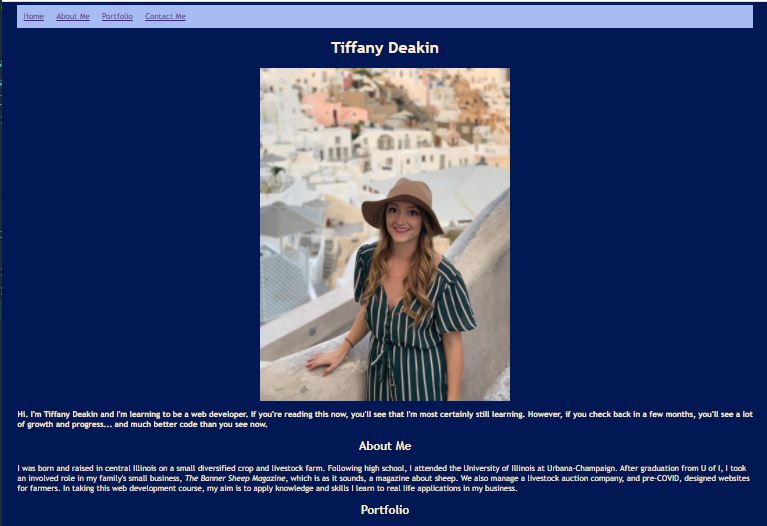 Home About Me Portfolio Contact Me
Tiffany Deakin
Hi. I'm Tiffany Deakin and I'm learning to be a web developer. If you're reading this now, you'll see that I'm most certainly still learning. However, if you check back in a few months, you'll see a lot
of growth and progress... and much better code than you see now.
About Me
I was born and raised in central Illinois on a small diversified crop and livestock farm. Following high school, I attended the University of Illinois at Urbana-Champaign. After graduation from U of I, I took
an involved role in my family's small business, The Banner Sheep Magazine, which is as it sounds, a magazine about sheep. We also manage a livestock auction company, and pre-COVID, designed websites
for farmers. In taking this web development course, my aim is to apply knowledge and skills I learn to real life applications in my business.
Portfolio